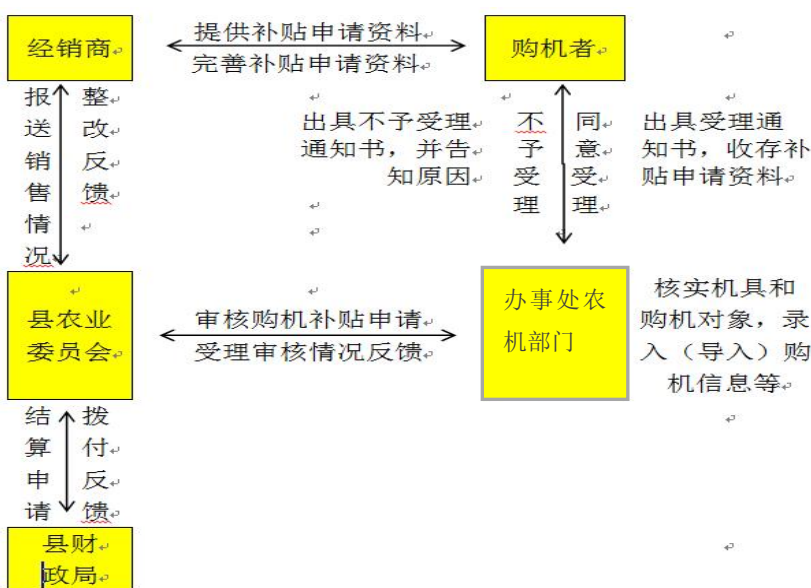 经销商
提供补贴申请资料
完善补贴申请资料
购机者
报送销售情况
整改反馈
出具不予受理
通知书，并告
知原因
不予受理
同意受理
出具受理通
知书，收存补
贴申请资料
县农业
委员会
审核购机补贴申请
受理审核情况反馈
办事处农
机部门
核实机具和
购机对象，录
入（导入）购
机信息等
结算申请
拨付反馈
县财
政局